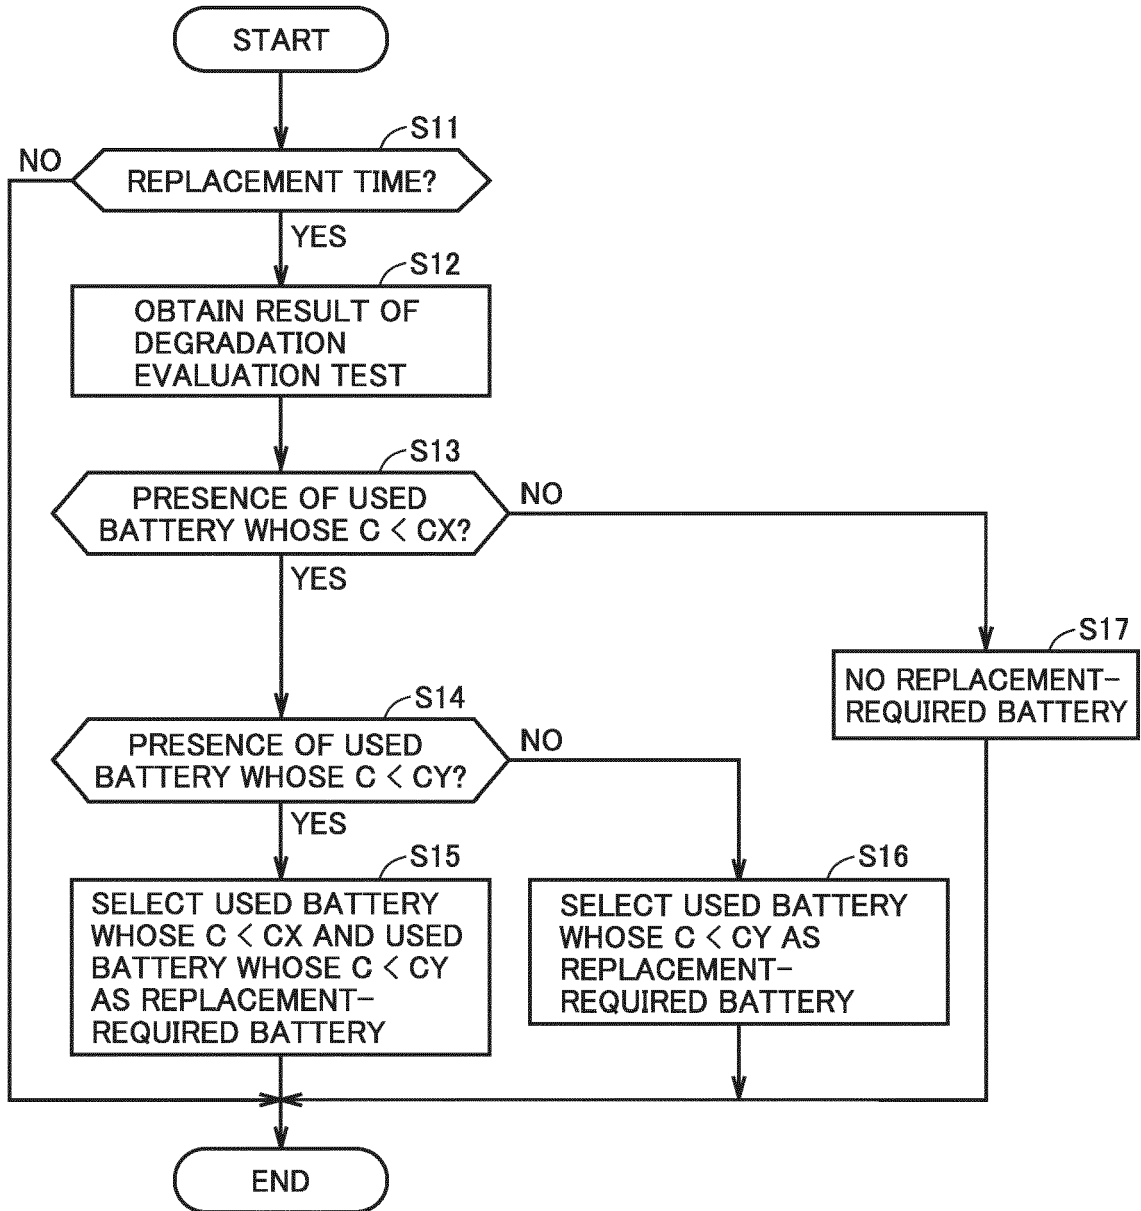 START
S11
NO
REPLACEMENT TIME?
YES
S12
OBTAIN RESULT OF
DEGRADATION
EVALUATION TEST
S13
PRESENCE OF USED
BATTERY WHOSE C < CX?
NO
YES
S17
NO REPLACEMENT-
REQUIRED BATTERY
S14
PRESENCE OF USED
BATTERY WHOSE C < CY?
NO
YES
S15
SELECT USED BATTERY
WHOSE C < CX AND USED
BATTERY WHOSE C < CY
AS REPLACEMENT-
REQUIRED BATTERY
S16
SELECT USED BATTERY
WHOSE C < CY AS
REPLACEMENT-
REQUIRED BATTERY
END